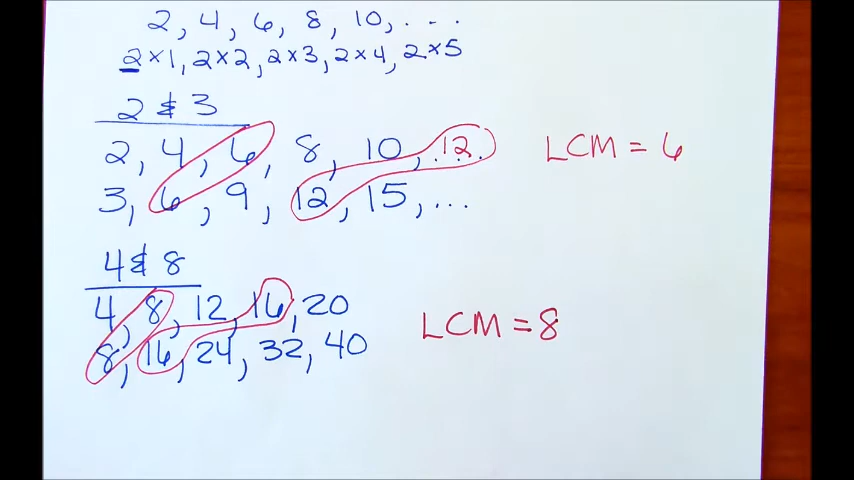 2, 4, 6, 8, 10, ...
2×1, 2×2, 2×3, 2×4, 2×5
2 & 3
2, 4, 6, 8, 10, 12...
LCM = 6
3, 6, 9, 12, 15, ...
4 & 8
4, 8, 12, 16, 20
LCM = 8
8, 16, 24, 32, 40